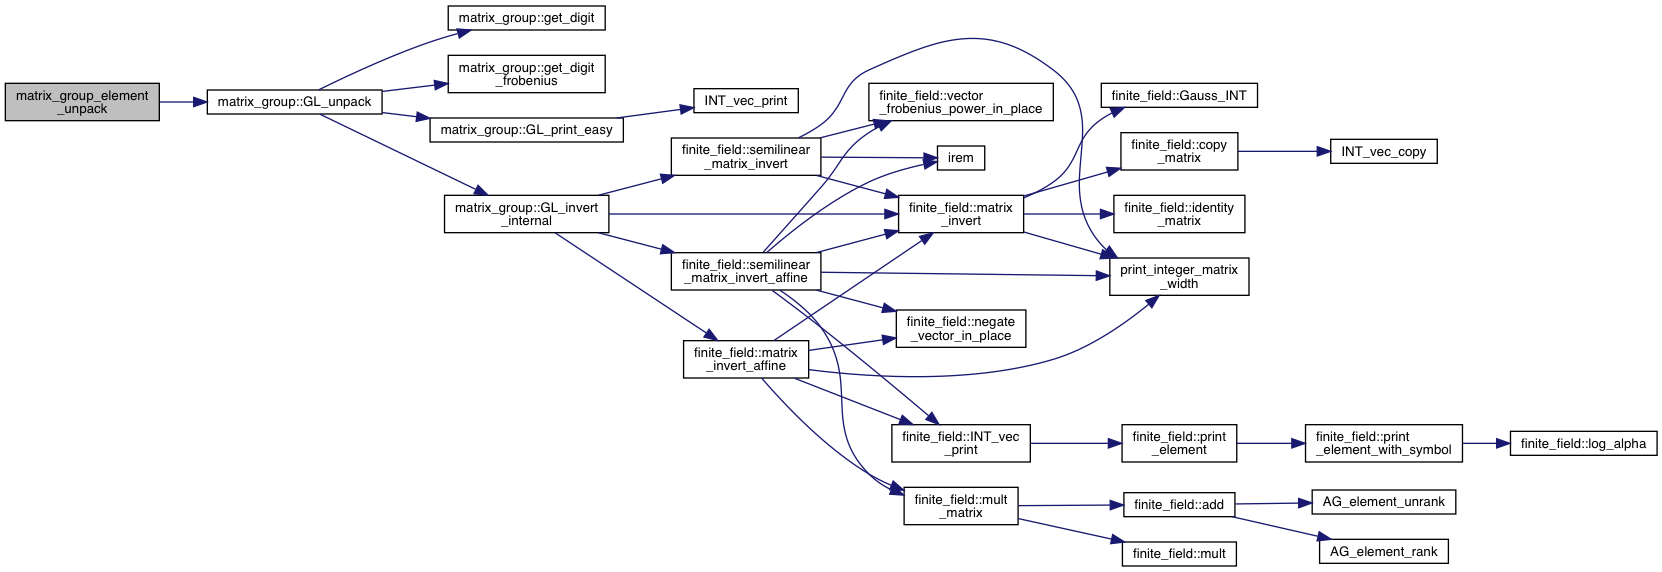 matrix_group_element
_unpack
matrix_group::GL_unpack
matrix_group::get_digit
matrix_group::get_digit
_frobenius
matrix_group::GL_print_easy
INT_vec_print
matrix_group::GL_invert
_internal
finite_field::semilinear
_matrix_invert
finite_field::semilinear
_matrix_invert_affine
finite_field::matrix
_invert_affine
finite_field::vector
_frobenius_power_in_place
irem
finite_field::matrix
_invert
finite_field::negate
_vector_in_place
finite_field::INT_vec
_print
finite_field::mult
_matrix
finite_field::Gauss_INT
finite_field::copy
_matrix
INT_vec_copy
finite_field::identity
_matrix
print_integer_matrix
_width
finite_field::print
_element
finite_field::print
_element_with_symbol
finite_field::log_alpha
finite_field::add
AG_element_unrank
AG_element_rank
finite_field::mult